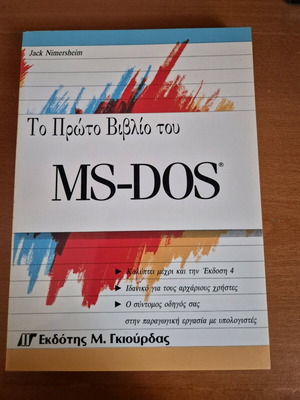 Jack Nimersheim
Το Πρώτο Βιβλίο του
MS-DOS®
Καλύπτει μέχρι και την Έκδοση 4
Ιδανικό για τους αρχάριους χρήστες
Ο σύντομος οδηγός σας
στην παραγωγική εργασία με υπολογιστές
Εκδότης Μ. Γκιούρδας